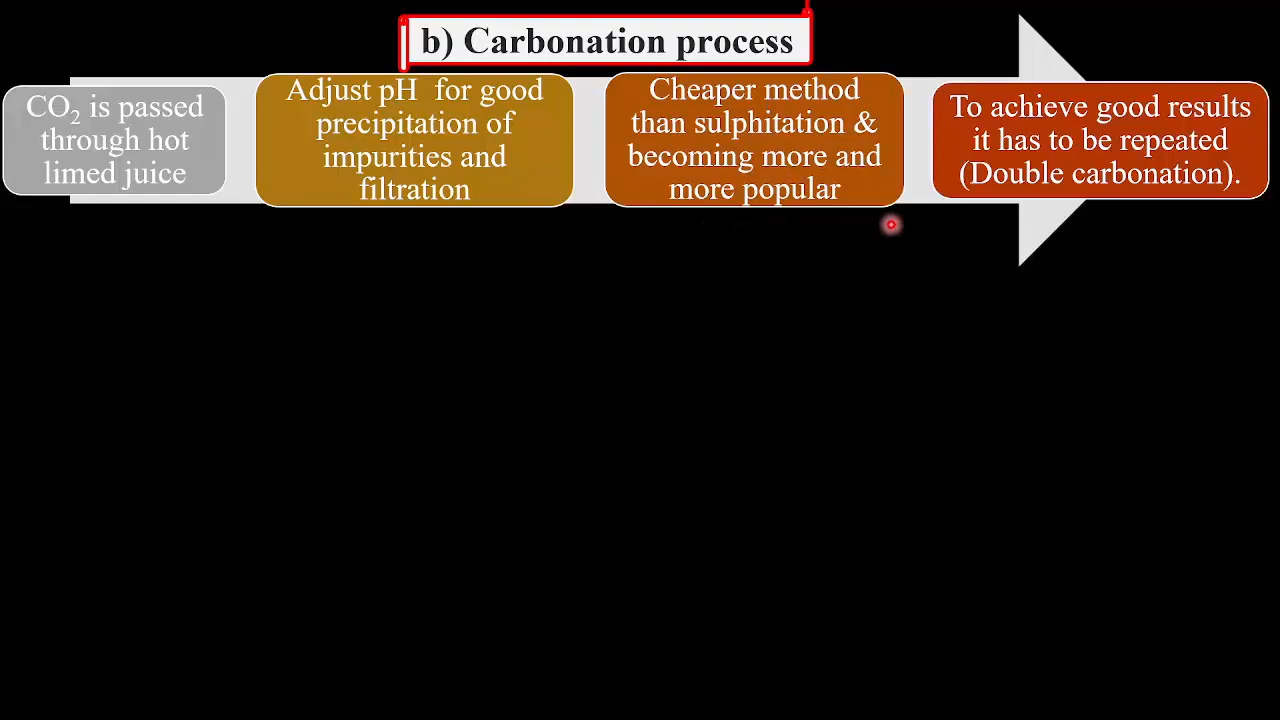 b) Carbonation process
CO₂ is passed
through hot
limed juice
Adjust pH for good
precipitation of
impurities and
filtration
Cheaper method
than sulphitation &
becoming more and
more popular
To achieve good results
it has to be repeated
(Double carbonation).